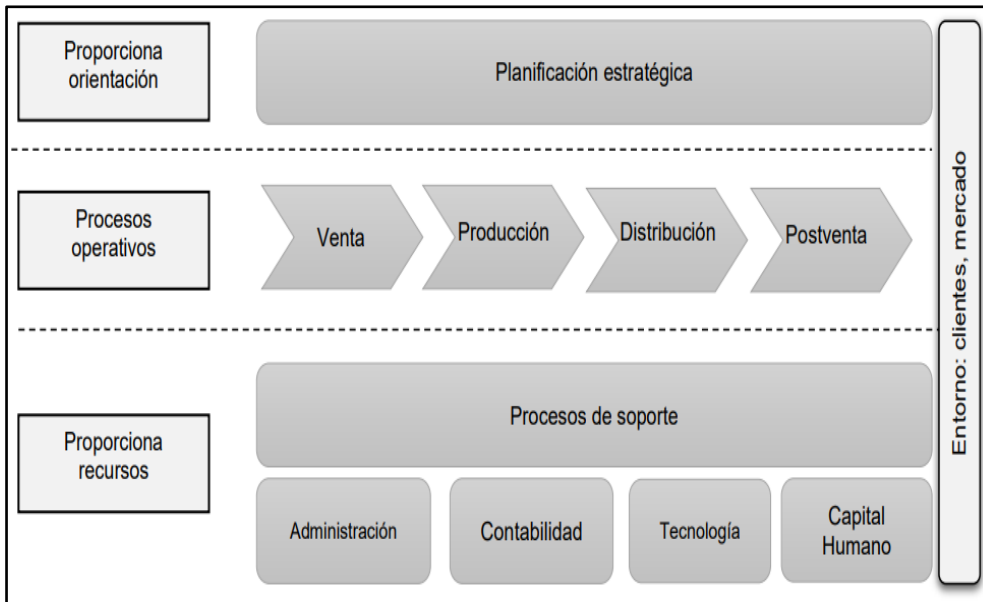 Proporciona
orientación
Planificación estratégica
Procesos
operativos
Venta
Producción
Distribución
Postventa
Proporciona
recursos
Procesos de soporte
Administración
Contabilidad
Tecnología
Capital
Humano
Entorno: clientes, mercado